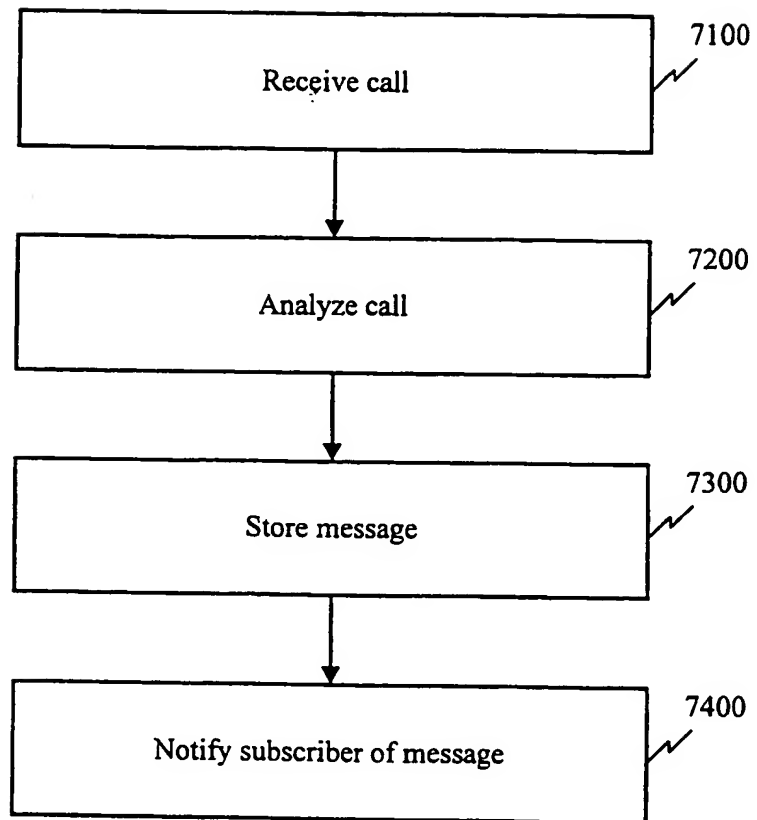 7100
Receive call
7200
Analyze call
7300
Store message
7400
Notify subscriber of message